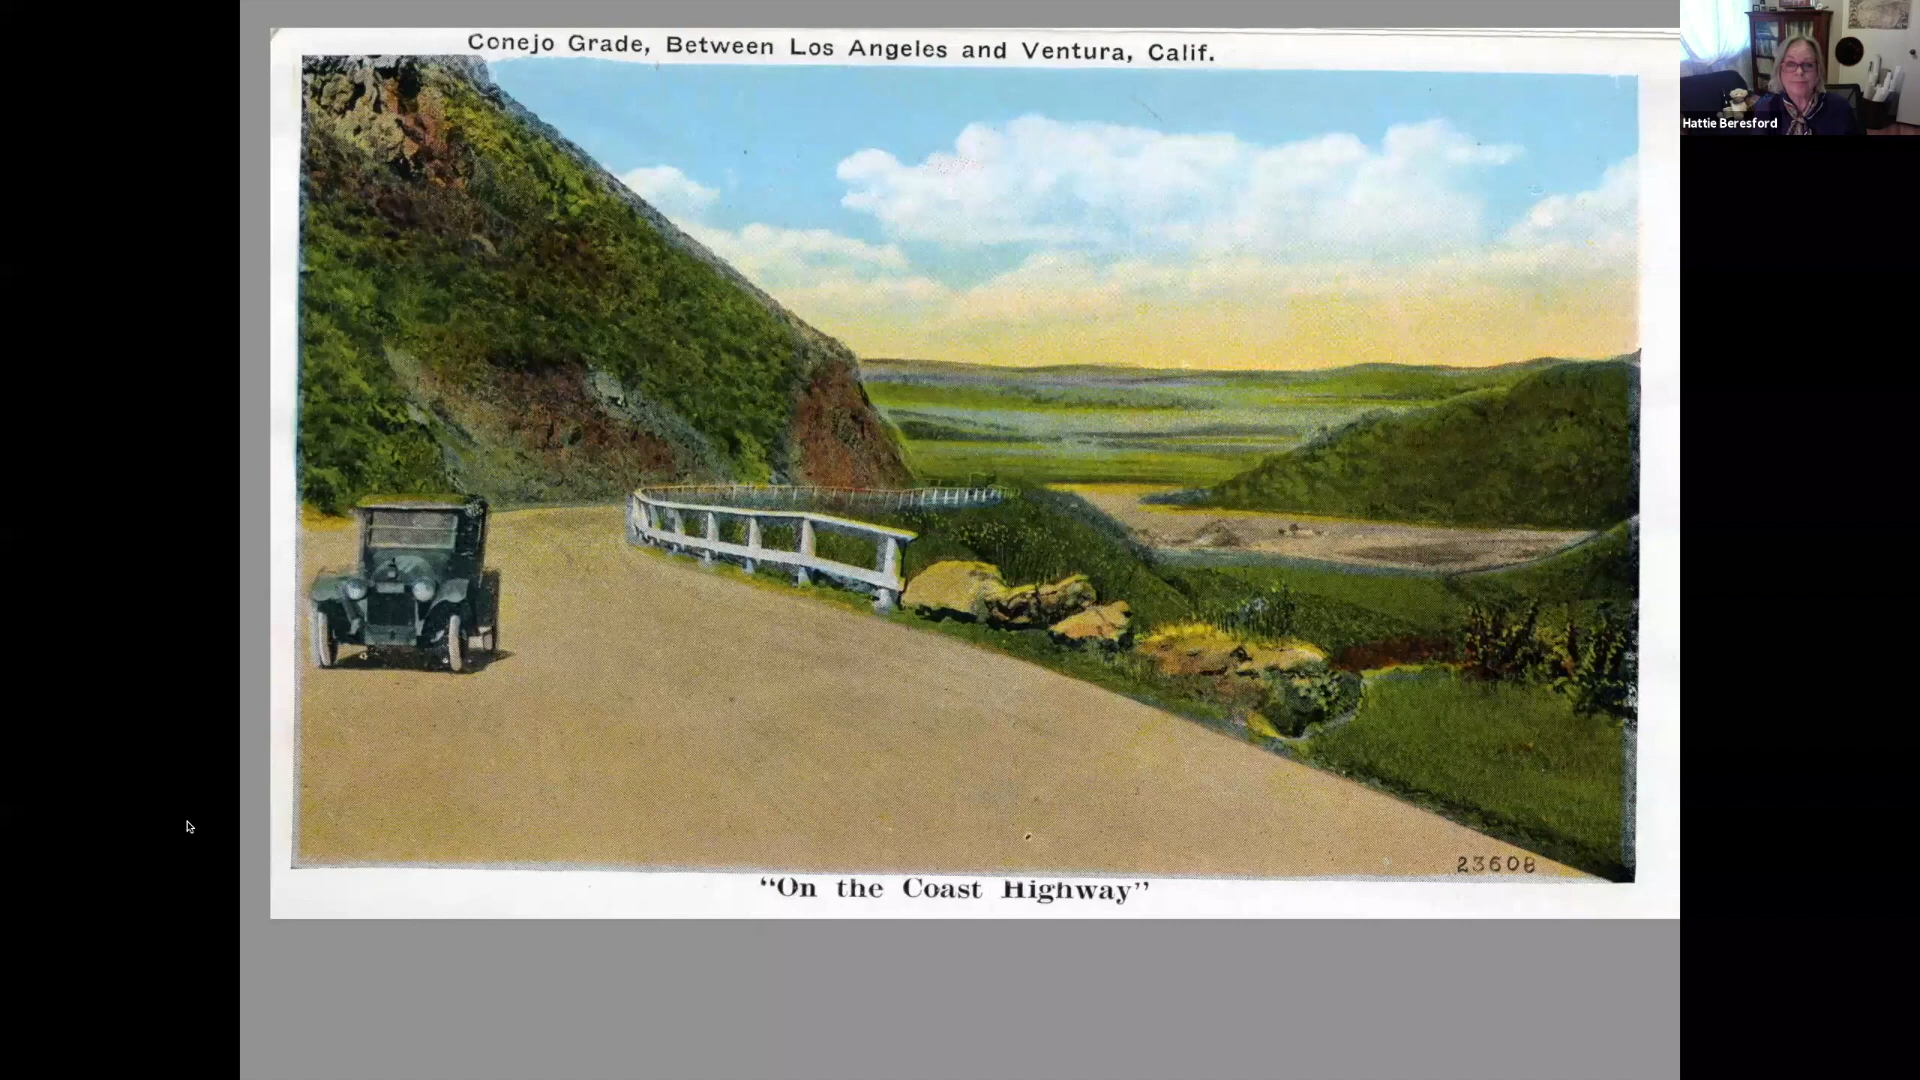 Conejo Grade, Between Los Angeles and Ventura, Calif.
Hattie Beresford
23608
“On the Coast Highway”